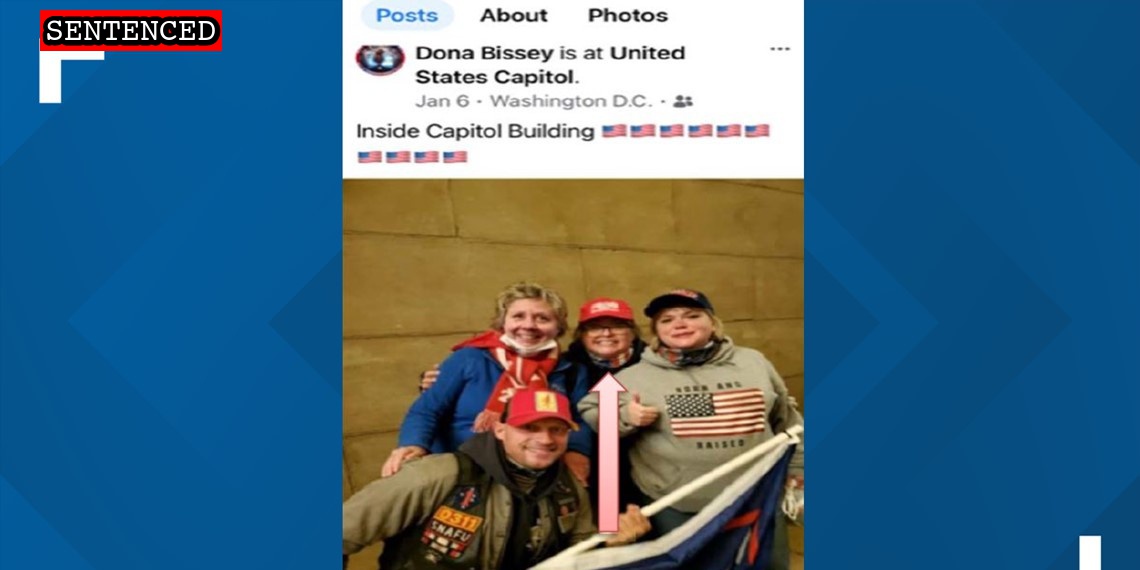 SENTENCED
Posts About Photos
Dona Bissey is at United
States Capitol.
Jan 6 · Washington D.C. ·
Inside Capitol Building 🇺🇸🇺🇸🇺🇸🇺🇸🇺🇸🇺🇸
🇺🇸🇺🇸🇺🇸🇺🇸
BORN AND
RAISED
0311
SNAFU